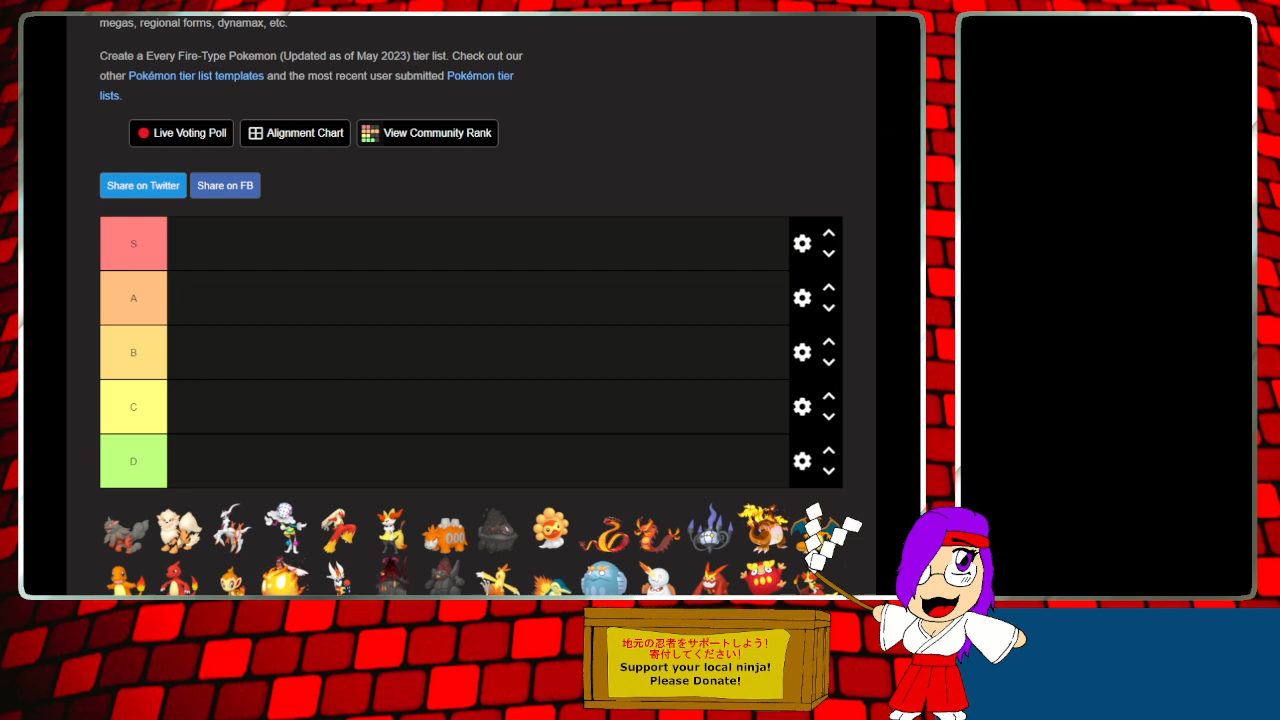 megas, regional forms, dynamax, etc.
Create a Every Fire-Type Pokemon (Updated as of May 2023) tier list. Check out our
other Pokémon tier list templates and the most recent user submitted Pokémon tier
lists.
Live Voting Poll
Alignment Chart
View Community Rank
Share on Twitter
Share on FB
S
A
B
C
D
地元の忍者をサポートしよう!
寄付してください!
Support your local ninja!
Please Donate!